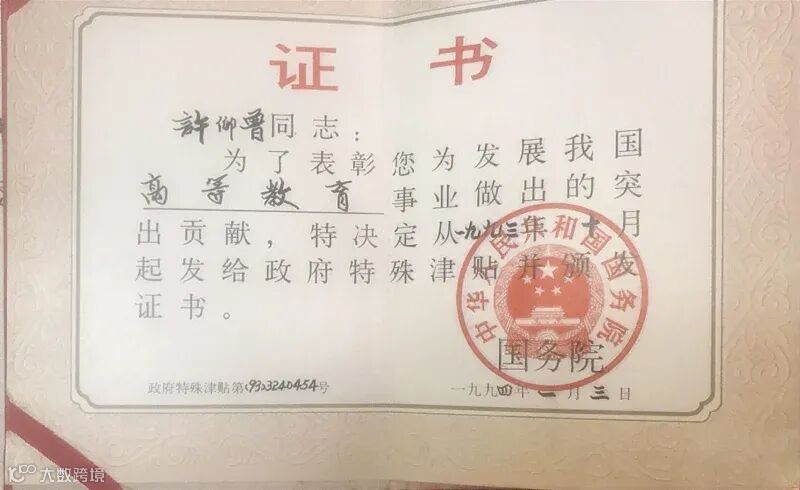 证书
許仰曾同志：
为了表彰您为发展我国
高等教育事业做出的突
出贡献，特决定从一九九三年十月
起发给政府特殊津贴并颁发
证书。
中华人民共和国国务院
国务院
政府特殊津贴第(93)3240454号
一九九四年一月三日
10100 大数跨境